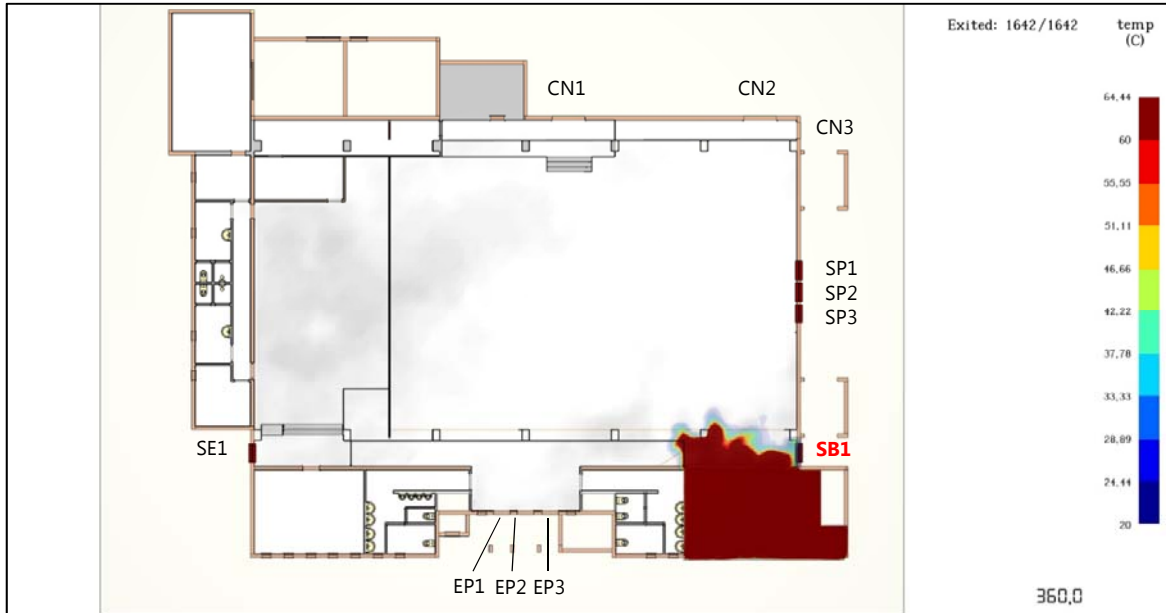 Exited: 1642/1642
temp
(C)
CN1
CN2
CN3
64,44
60
55,55
51,11
46,66
42,22
37,78
33,33
28,89
24,44
20
SP1
SP2
SP3
SE1
SB1
EP1 EP2 EP3
360,0